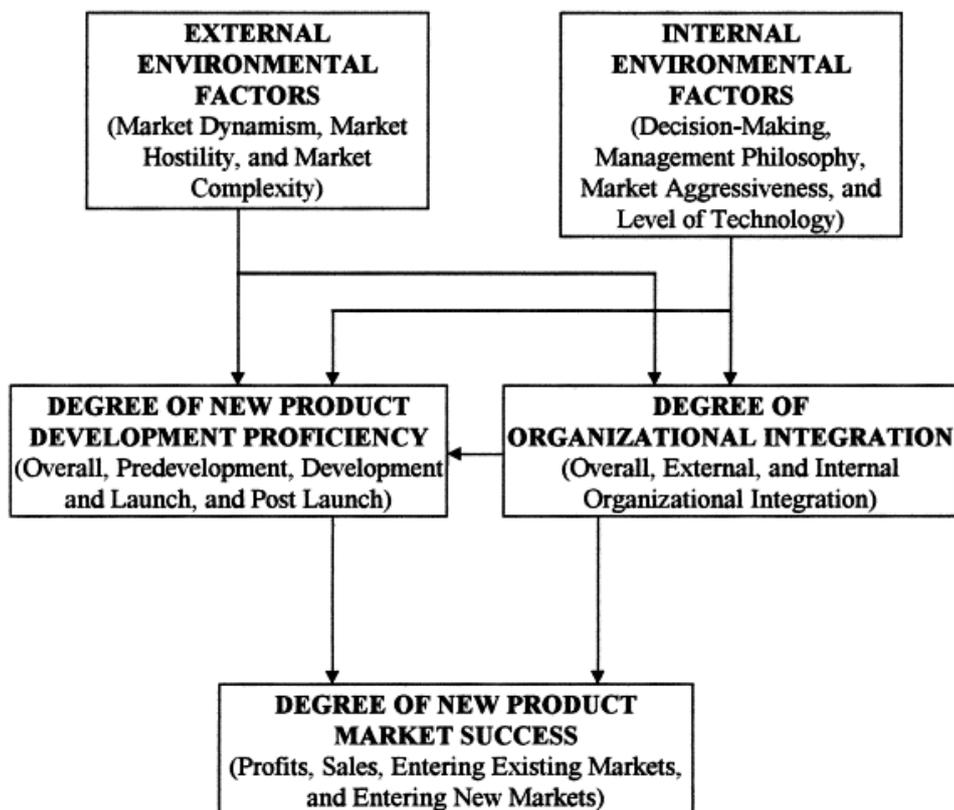 EXTERNAL
ENVIRONMENTAL
FACTORS
(Market Dynamism, Market
Hostility, and Market
Complexity)
INTERNAL
ENVIRONMENTAL
FACTORS
(Decision-Making,
Management Philosophy,
Market Aggressiveness, and
Level of Technology)
DEGREE OF NEW PRODUCT
DEVELOPMENT PROFICIENCY
(Overall, Predevelopment, Development
and Launch, and Post Launch)
DEGREE OF
ORGANIZATIONAL INTEGRATION
(Overall, External, and Internal
Organizational Integration)
DEGREE OF NEW PRODUCT
MARKET SUCCESS
(Profits, Sales, Entering Existing Markets,
and Entering New Markets)